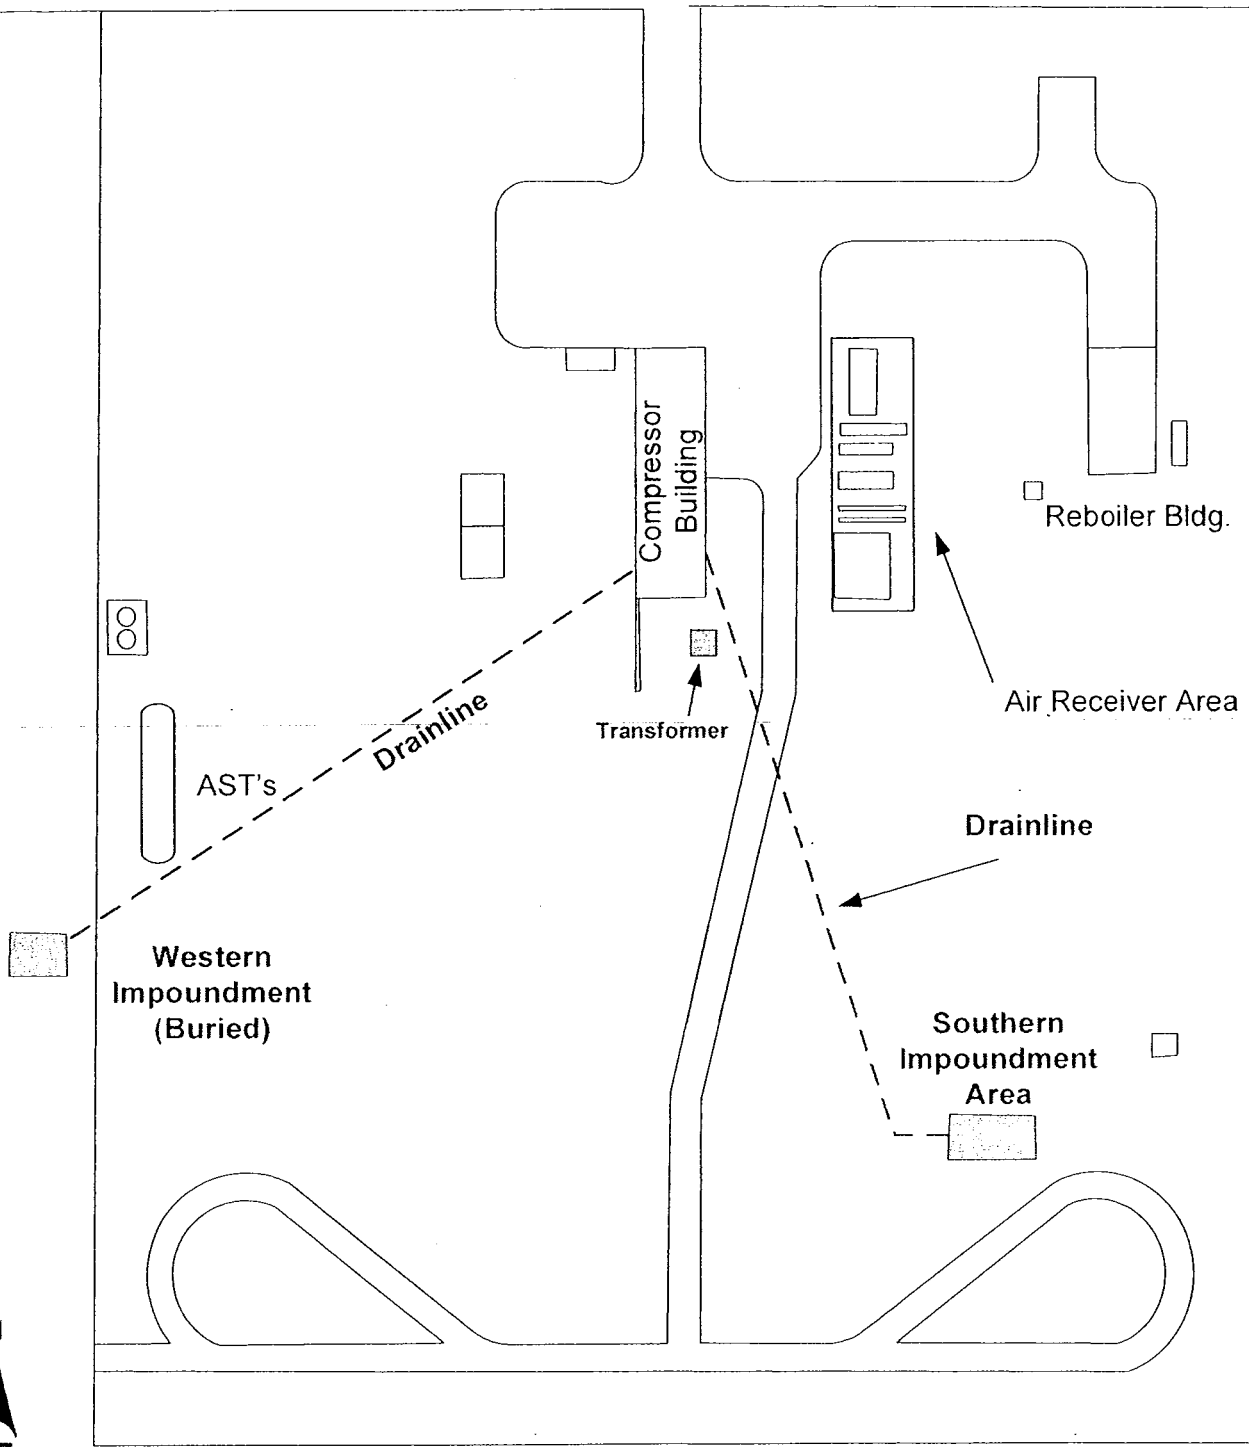 Compressor
Building
Reboiler Bldg.
Air Receiver Area
Transformer
Drainline
AST's
Drainline
Western
Impoundment
(Buried)
Southern
Impoundment
Area